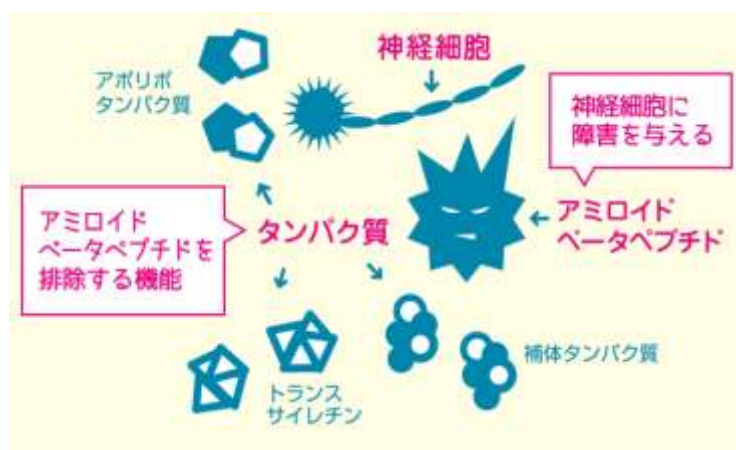 神経細胞
アポリポ
タンパク質
神経細胞に
障害を与える
アミロイド
ベータペプチドを
排除する機能
タンパク質
アミロイド
ベータペプチド
トランス
サイレチン
補体タンパク質